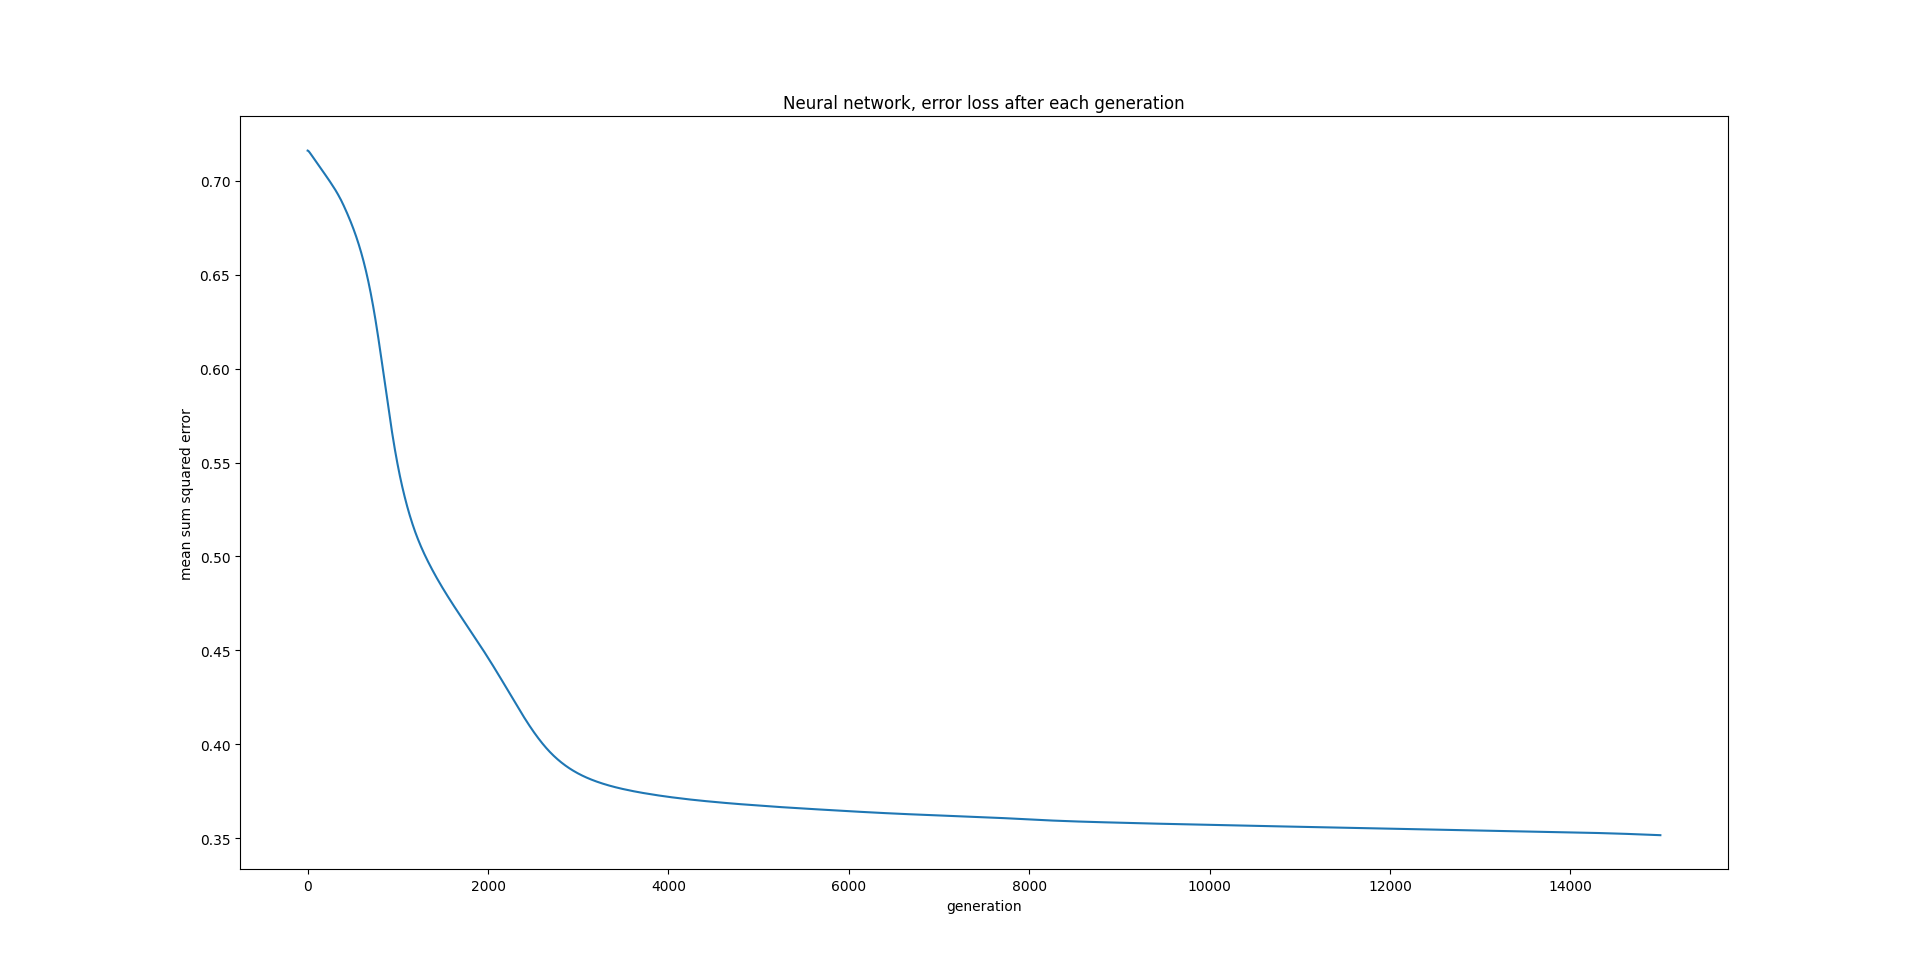 Neural network, error loss after each generation
mean sum squared error
0.70
0.65
0.60
0.55
0.50
0.45
0.40
0.35
0 2000 4000 6000 8000 10000 12000 14000
generation